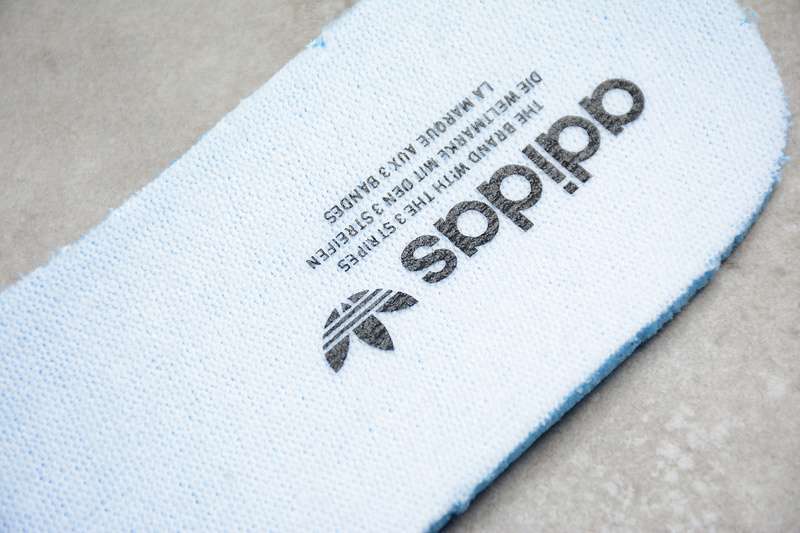 adidas
THE BRAND WITH THE 3 STRIPES
DIE WELTMARKE MIT DEN 3 STREIFEN
LA MARQUE AUX 3 BANDES